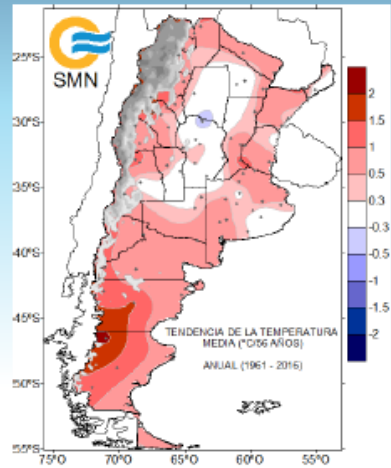 SMN
25°S
30°S
35°S
40°S
45°S
50°S
55°S
75°W
70°W
65°W
60°W
55°W
2
1.5
1
0.5
0.3
-0.3
-0.5
-1
-1.5
-2
TENDENCIA DE LA TEMPERATURA
MEDIA (°C/56 AÑOS)
ANUAL (1961 - 2016)